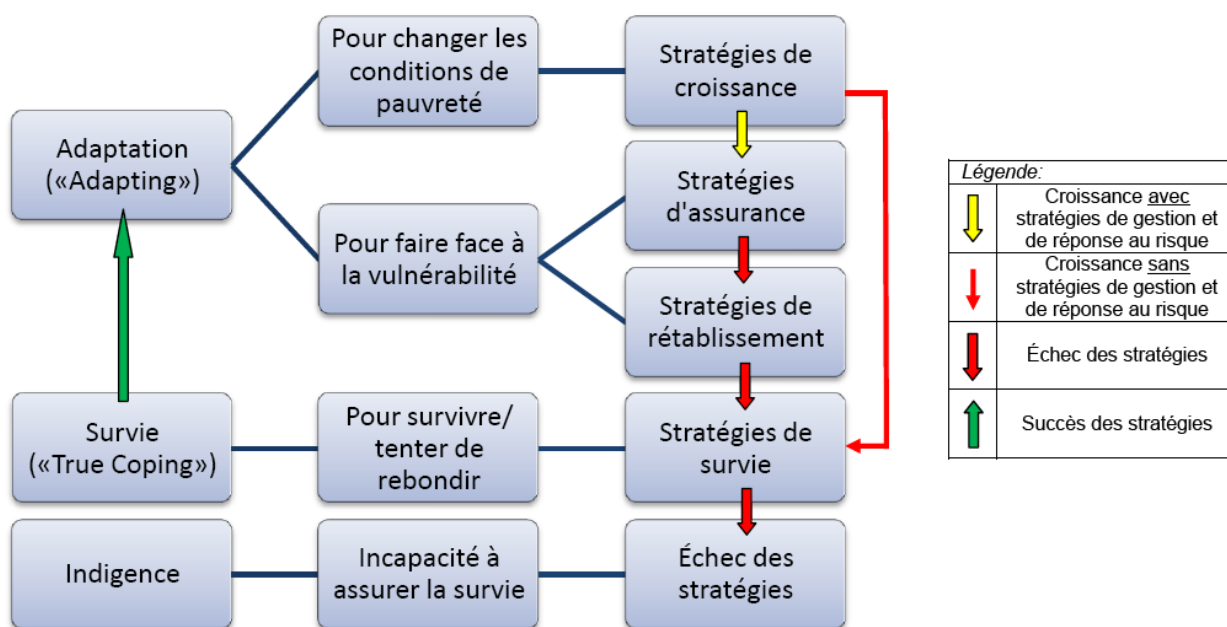 Pour changer les
conditions de
pauvreté
Stratégies de
croissance
Adaptation
(«Adapting»)
Stratégies
d'assurance
Pour faire face à
la vulnérabilité
Stratégies de
rétablissement
Survie
(«True Coping»)
Pour survivre/
tenter de
rebondir
Stratégies de
survie
Indigence
Incapacité à
assurer la survie
Échec des
stratégies
Légende:
Croissance avec
stratégies de gestion et
de réponse au risque
Croissance sans
stratégies de gestion et
de réponse au risque
Échec des stratégies
Succès des stratégies